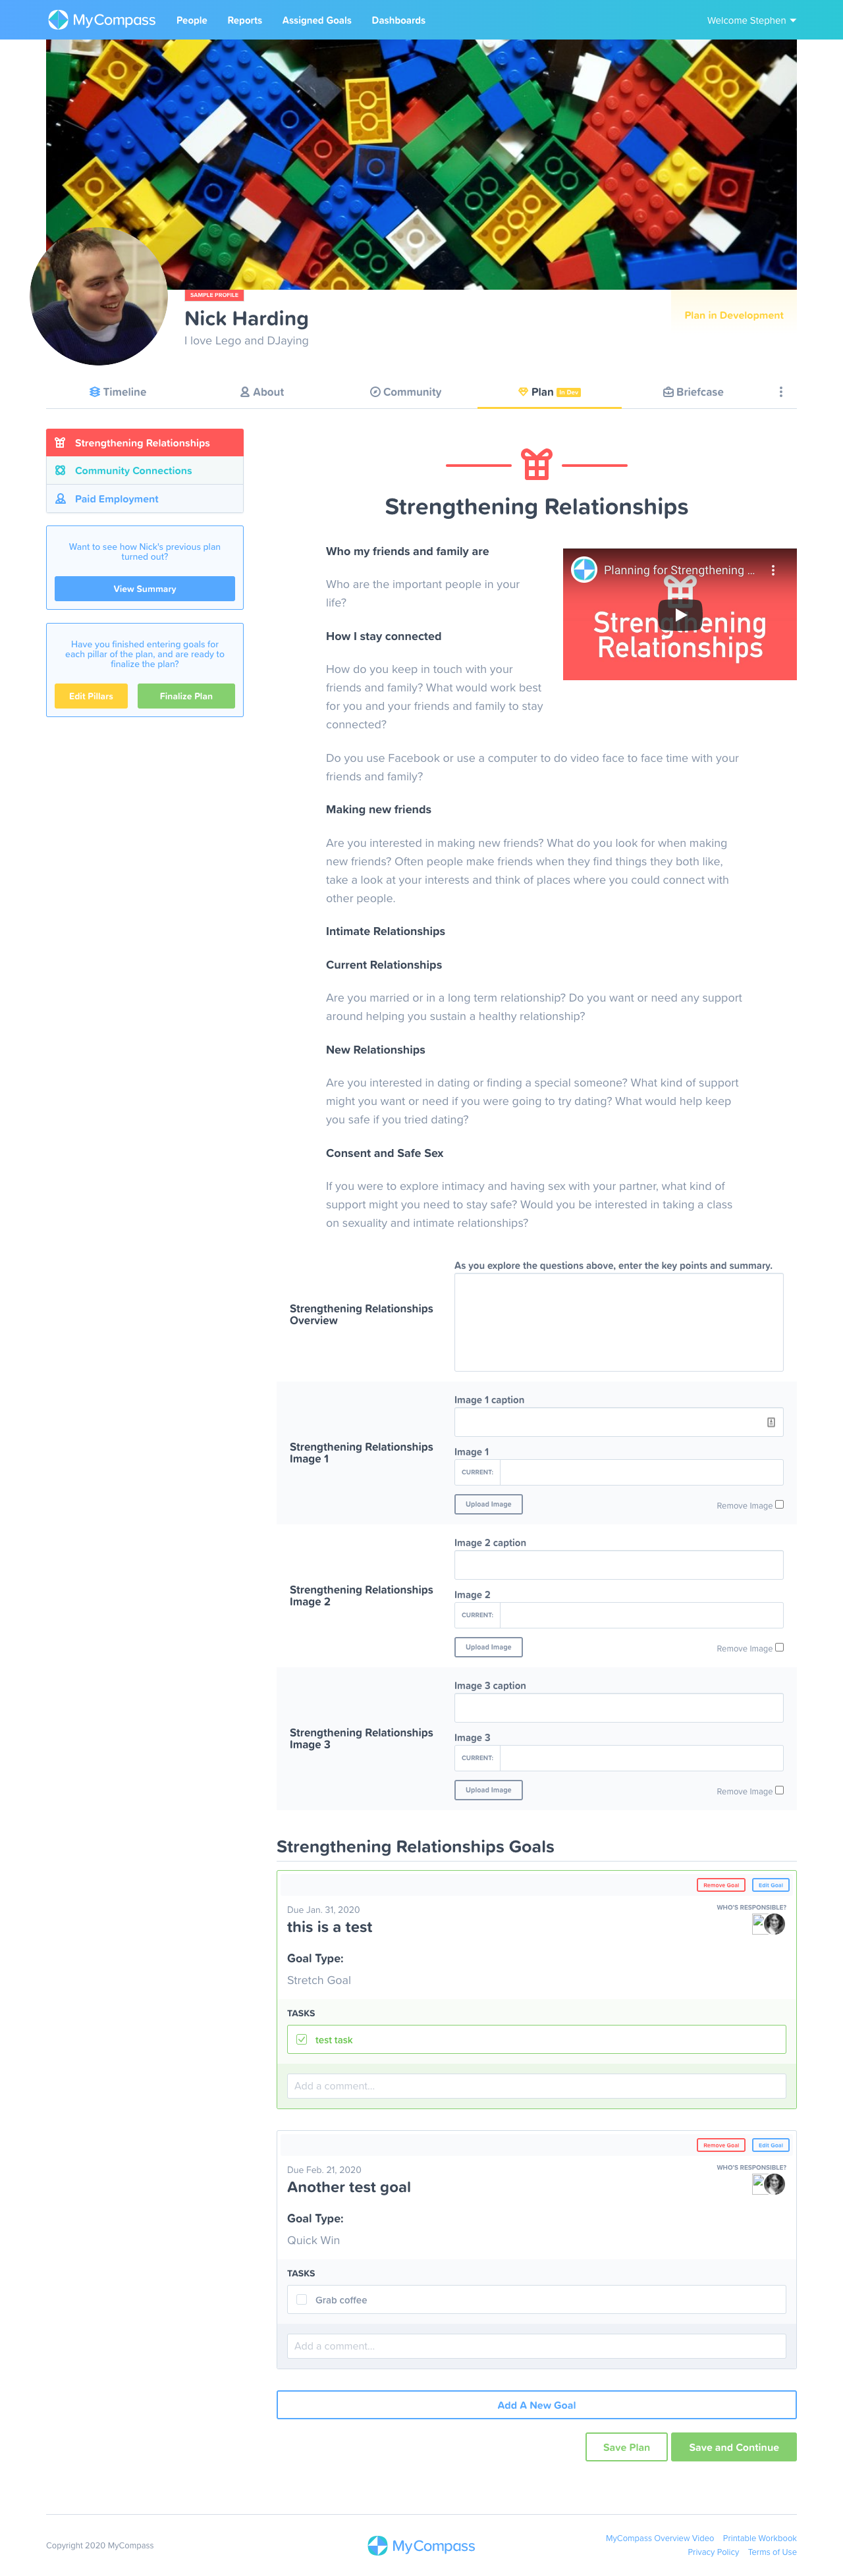 MyCompass People Reports Assigned Goals Dashboards Welcome Stephen
SAMPLE PROFILE
Nick Harding
I love Lego and DJaying
Plan in Development
Timeline About Community Plan In Dev Briefcase
Strengthening Relationships
Community Connections
Paid Employment
Want to see how Nick's previous plan
turned out?
View Summary
Have you finished entering goals for
each pillar of the plan, and are ready to
finalize the plan?
Edit Pillars Finalize Plan
Strengthening Relationships
Who my friends and family are
Who are the important people in your
life?
How I stay connected
How do you keep in touch with your
friends and family? What would work best
for you and your friends and family to stay
connected?
Planning for Strengthening ...
Strengthening
Relationships
Do you use Facebook or use a computer to do video face to face time with your
friends and family?
Making new friends
Are you interested in making new friends? What do you look for when making
new friends? Often people make friends when they find things they both like,
take a look at your interests and think of places where you could connect with
other people.
Intimate Relationships
Current Relationships
Are you married or in a long term relationship? Do you want or need any support
around helping you sustain a healthy relationship?
New Relationships
Are you interested in dating or finding a special someone? What kind of support
might you want or need if you were going to try dating? What would help keep
you safe if you tried dating?
Consent and Safe Sex
If you were to explore intimacy and having sex with your partner, what kind of
support might you need to stay safe? Would you be interested in taking a class
on sexuality and intimate relationships?
Strengthening Relationships
Overview
As you explore the questions above, enter the key points and summary.
Strengthening Relationships
Image 1
Image 1 caption
Image 1
CURRENT:
Upload Image Remove Image
Strengthening Relationships
Image 2
Image 2 caption
Image 2
CURRENT:
Upload Image Remove Image
Strengthening Relationships
Image 3
Image 3 caption
Image 3
CURRENT:
Upload Image Remove Image
Strengthening Relationships Goals
Remove Goal Edit Goal
Due Jan. 31, 2020 WHO'S RESPONSIBLE?
this is a test
Goal Type:
Stretch Goal
TASKS
test task
Add a comment...
Remove Goal Edit Goal
Due Feb. 21, 2020 WHO'S RESPONSIBLE?
Another test goal
Goal Type:
Quick Win
TASKS
Grab coffee
Add a comment...
Add A New Goal
Save Plan Save and Continue
Copyright 2020 MyCompass
MyCompass
MyCompass Overview Video Printable Workbook
Privacy Policy Terms of Use